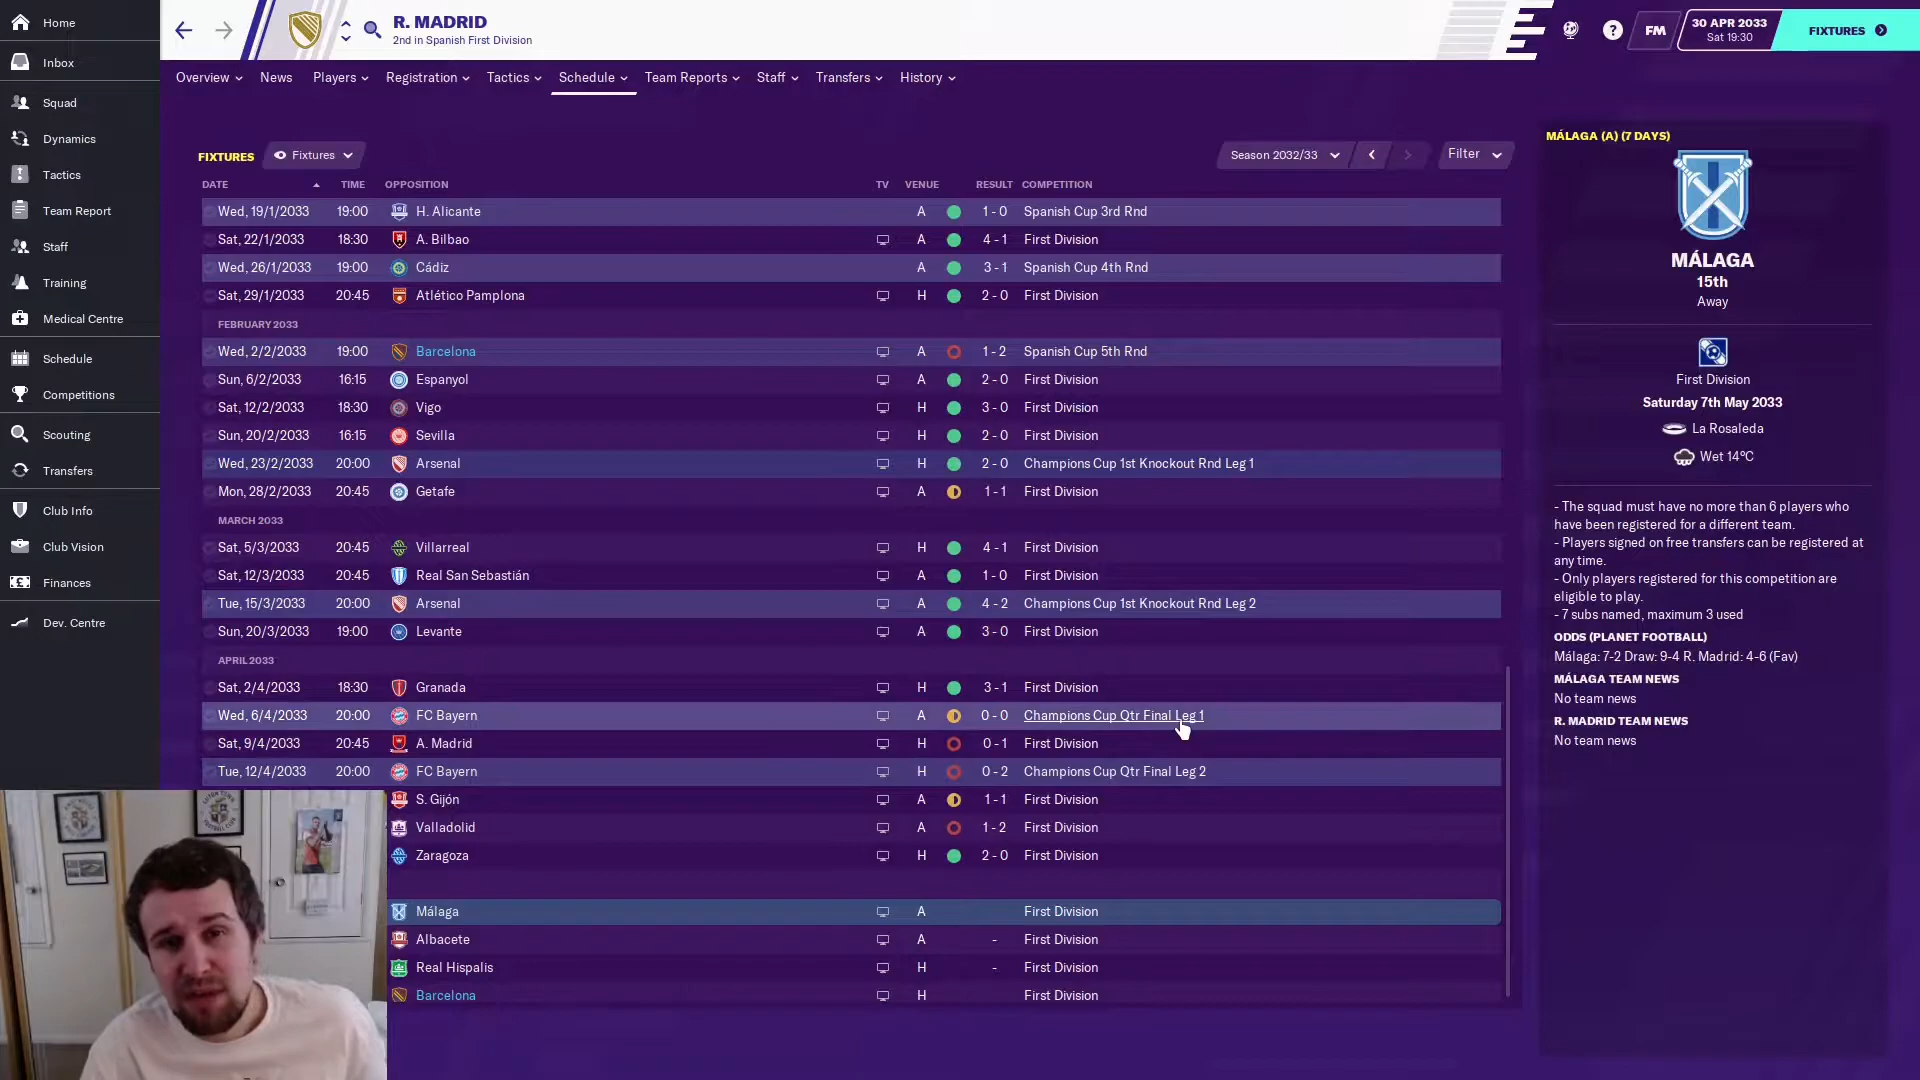 Home
Inbox
Squad
Dynamics
Tactics
Team Report
Staff
Training
Medical Centre
Schedule
Competitions
Scouting
Transfers
Club Info
Club Vision
Finances
Dev. Centre
R. MADRID
2nd in Spanish First Division
FM
30 APR 2033
Sat 19:30
FIXTURES
Overview News Players Registration Tactics Schedule Team Reports Staff Transfers History
FIXTURES Fixtures Season 2032/33 Filter
DATE TIME OPPOSITION TV VENUE RESULT COMPETITION
Wed, 19/1/2033 19:00 H. Alicante A 1 - 0 Spanish Cup 3rd Rnd
Sat, 22/1/2033 18:30 A. Bilbao A 4 - 1 First Division
Wed, 26/1/2033 19:00 Cádiz A 3 - 1 Spanish Cup 4th Rnd
Sat, 29/1/2033 20:45 Atlético Pamplona H 2 - 0 First Division
FEBRUARY 2033
Wed, 2/2/2033 19:00 Barcelona A 1 - 2 Spanish Cup 5th Rnd
Sun, 6/2/2033 16:15 Espanyol A 2 - 0 First Division
Sat, 12/2/2033 18:30 Vigo H 3 - 0 First Division
Sun, 20/2/2033 16:15 Sevilla H 2 - 0 First Division
Wed, 23/2/2033 20:00 Arsenal H 2 - 0 Champions Cup 1st Knockout Rnd Leg 1
Mon, 28/2/2033 20:45 Getafe A 1 - 1 First Division
MARCH 2033
Sat, 5/3/2033 20:45 Villarreal H 4 - 1 First Division
Sat, 12/3/2033 20:45 Real San Sebastián A 1 - 0 First Division
Tue, 15/3/2033 20:00 Arsenal A 4 - 2 Champions Cup 1st Knockout Rnd Leg 2
Sun, 20/3/2033 19:00 Levante A 3 - 0 First Division
APRIL 2033
Sat, 2/4/2033 18:30 Granada H 3 - 1 First Division
Wed, 6/4/2033 20:00 FC Bayern A 0 - 0 Champions Cup Qtr Final Leg 1
Sat, 9/4/2033 20:45 A. Madrid H 0 - 1 First Division
Tue, 12/4/2033 20:00 FC Bayern H 0 - 2 Champions Cup Qtr Final Leg 2
S. Gijón A 1 - 1 First Division
Valladolid A 1 - 2 First Division
Zaragoza H 2 - 0 First Division
Málaga A First Division
Albacete A - First Division
Real Hispalis H - First Division
Barcelona H First Division
MÁLAGA (A) (7 DAYS)
MÁLAGA
15th
Away
First Division
Saturday 7th May 2033
La Rosaleda
Wet 14ºC
- The squad must have no more than 6 players who
have been registered for a different team.
- Players signed on free transfers can be registered at
any time.
- Only players registered for this competition are
eligible to play.
- 7 subs named, maximum 3 used
ODDS (PLANET FOOTBALL)
Málaga: 7-2 Draw: 9-4 R. Madrid: 4-6 (Fav)
MÁLAGA TEAM NEWS
No team news
R. MADRID TEAM NEWS
No team news